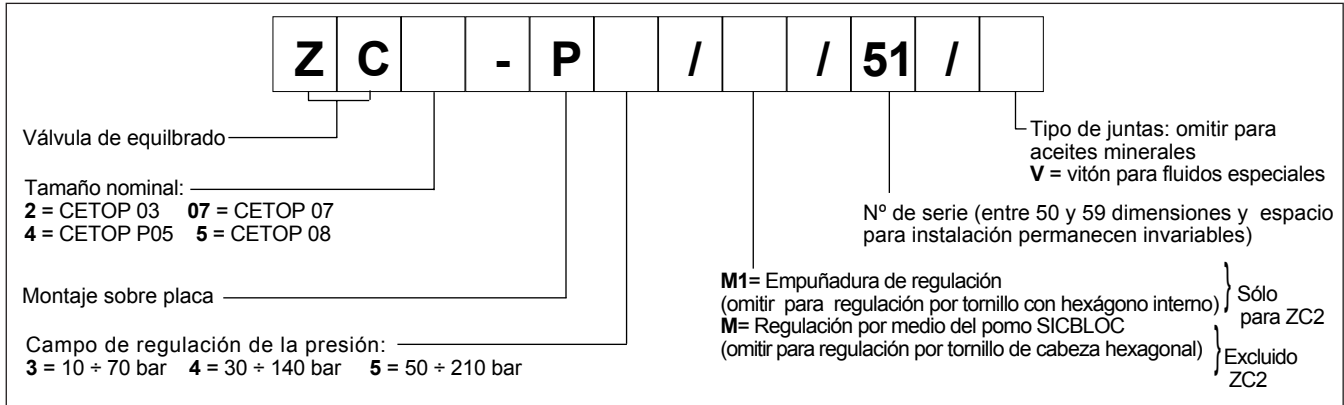 Z C - P / / 51 /
Válvula de equilbrado
Tamaño nominal:
2 = CETOP 03 07 = CETOP 07
4 = CETOP P05 5 = CETOP 08
Montaje sobre placa
Campo de regulación de la presión:
3 = 10 ÷ 70 bar 4 = 30 ÷ 140 bar 5 = 50 ÷ 210 bar
Tipo de juntas: omitir para
aceites minerales
V = vitón para fluidos especiales
Nº de serie (entre 50 y 59 dimensiones y espacio
para instalación permanecen invariables)
M1= Empuñadura de regulación
(omitir para regulación por tornillo con hexágono interno)
Sólo
para ZC2
M= Regulación por medio del pomo SICBLOC
(omitir para regulación por tornillo de cabeza hexagonal)
Excluido
ZC2